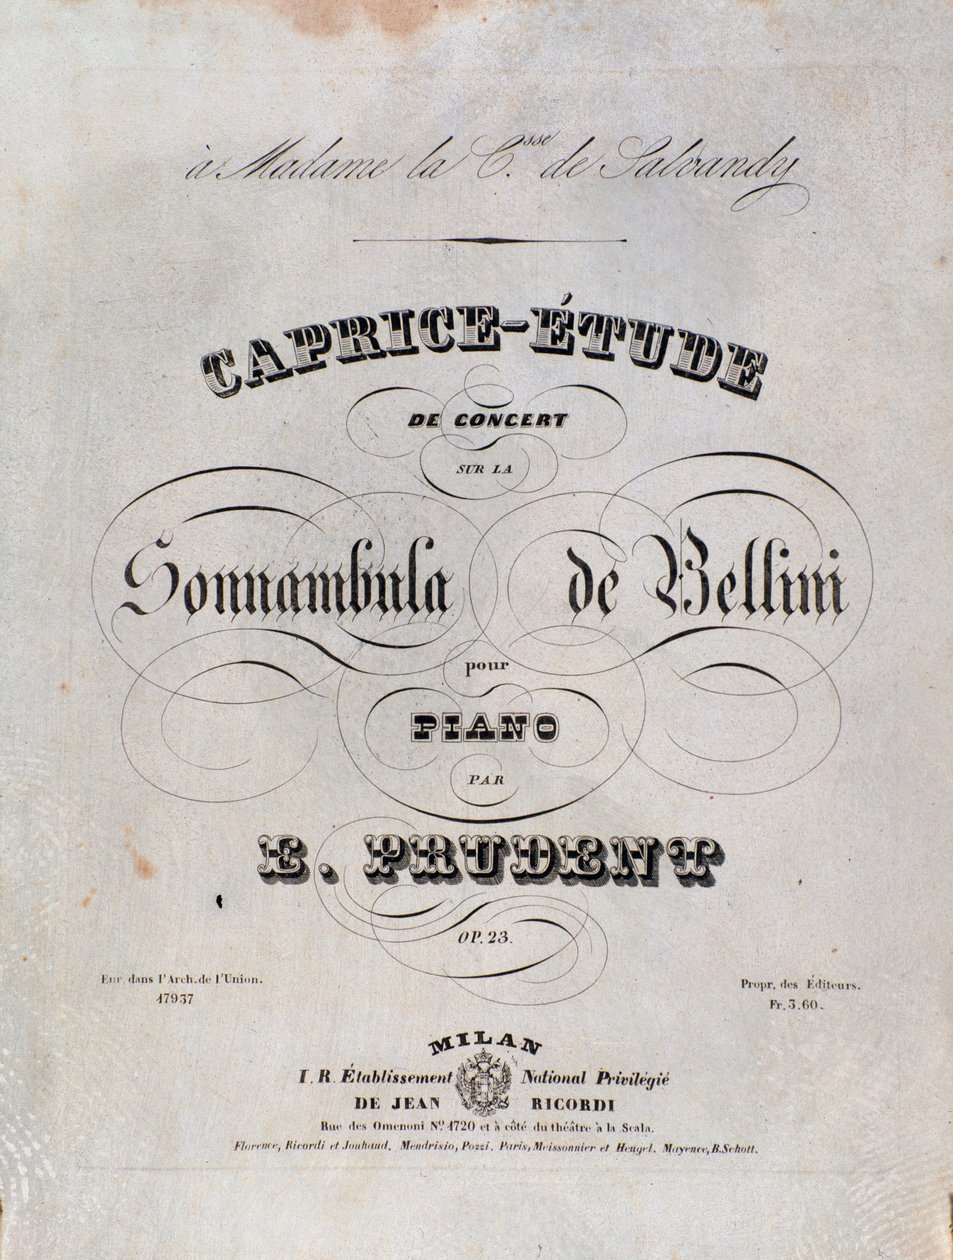 à Madame la C.sse de Salvandy
CAPRICE-ÉTUDE
DE CONCERT
SUR LA
Sonnambula de Bellini
pour
PIANO
PAR
E. PRUDENT
OP. 23.
Enr. dans l'Arch. de l'Union.
17937
Propr. des Éditeurs.
Fr. 3.60.
MILAN
I. R. Établissement National Privilégié
DE JEAN RICORDI
Rue des Omenoni N.º 1720 et à côté du théâtre à la Scala.
Florence, Ricordi et Jouhaud. Mendrisio, Pozzi. Paris, Meissonnier et Heugel. Mayence, B. Schott.